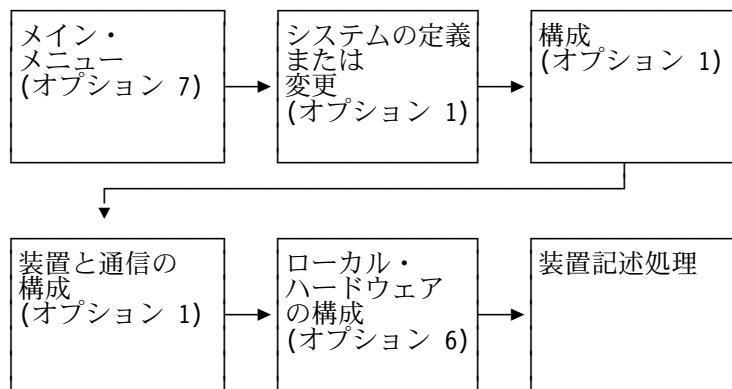 メイン・
メニュー
(オプション 7)
システムの定義
または
変更
(オプション 1)
構成
(オプション 1)
装置と通信の
構成
(オプション 1)
ローカル・
ハードウェア
の構成
(オプション 6)
装置記述処理